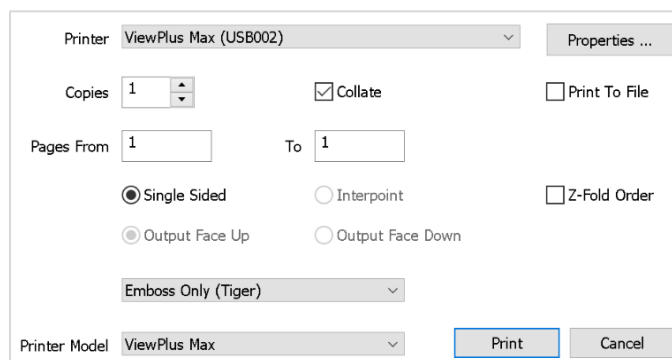 Printer ViewPlus Max (USB002) Properties ...
Copies 1 Collate Print To File
Pages From 1 To 1
Single Sided Interpoint Z-Fold Order
Output Face Up Output Face Down
Emboss Only (Tiger)
Printer Model ViewPlus Max Print Cancel